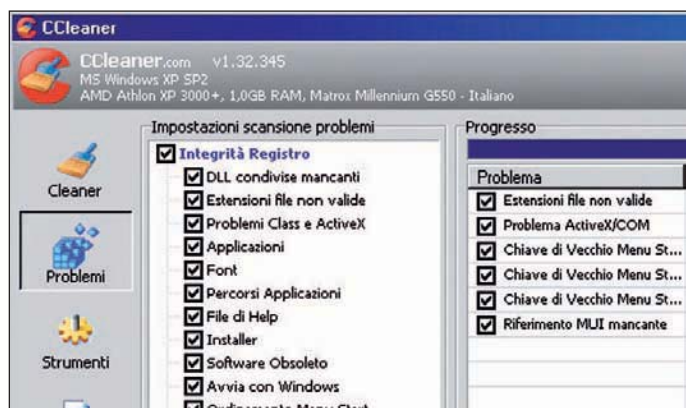 CCleaner
CCleaner.com v1.32.345
MS Windows XP SP2
AMD Athlon XP 3000+, 1,0GB RAM, Matrox Millennium G550 - Italiano
Cleaner
Problemi
Strumenti
Impostazioni scansione problemi
Integrità Registro
DLL condivise mancanti
Estensioni file non valide
Problemi Class e ActiveX
Applicazioni
Font
Percorsi Applicazioni
File di Help
Installer
Software Obsoleto
Avvia con Windows
Ordinamento Menu Start
Progresso
Problema
Estensioni file non valide
Problema ActiveX/COM
Chiave di Vecchio Menu St...
Chiave di Vecchio Menu St...
Chiave di Vecchio Menu St...
Riferimento MUI mancante